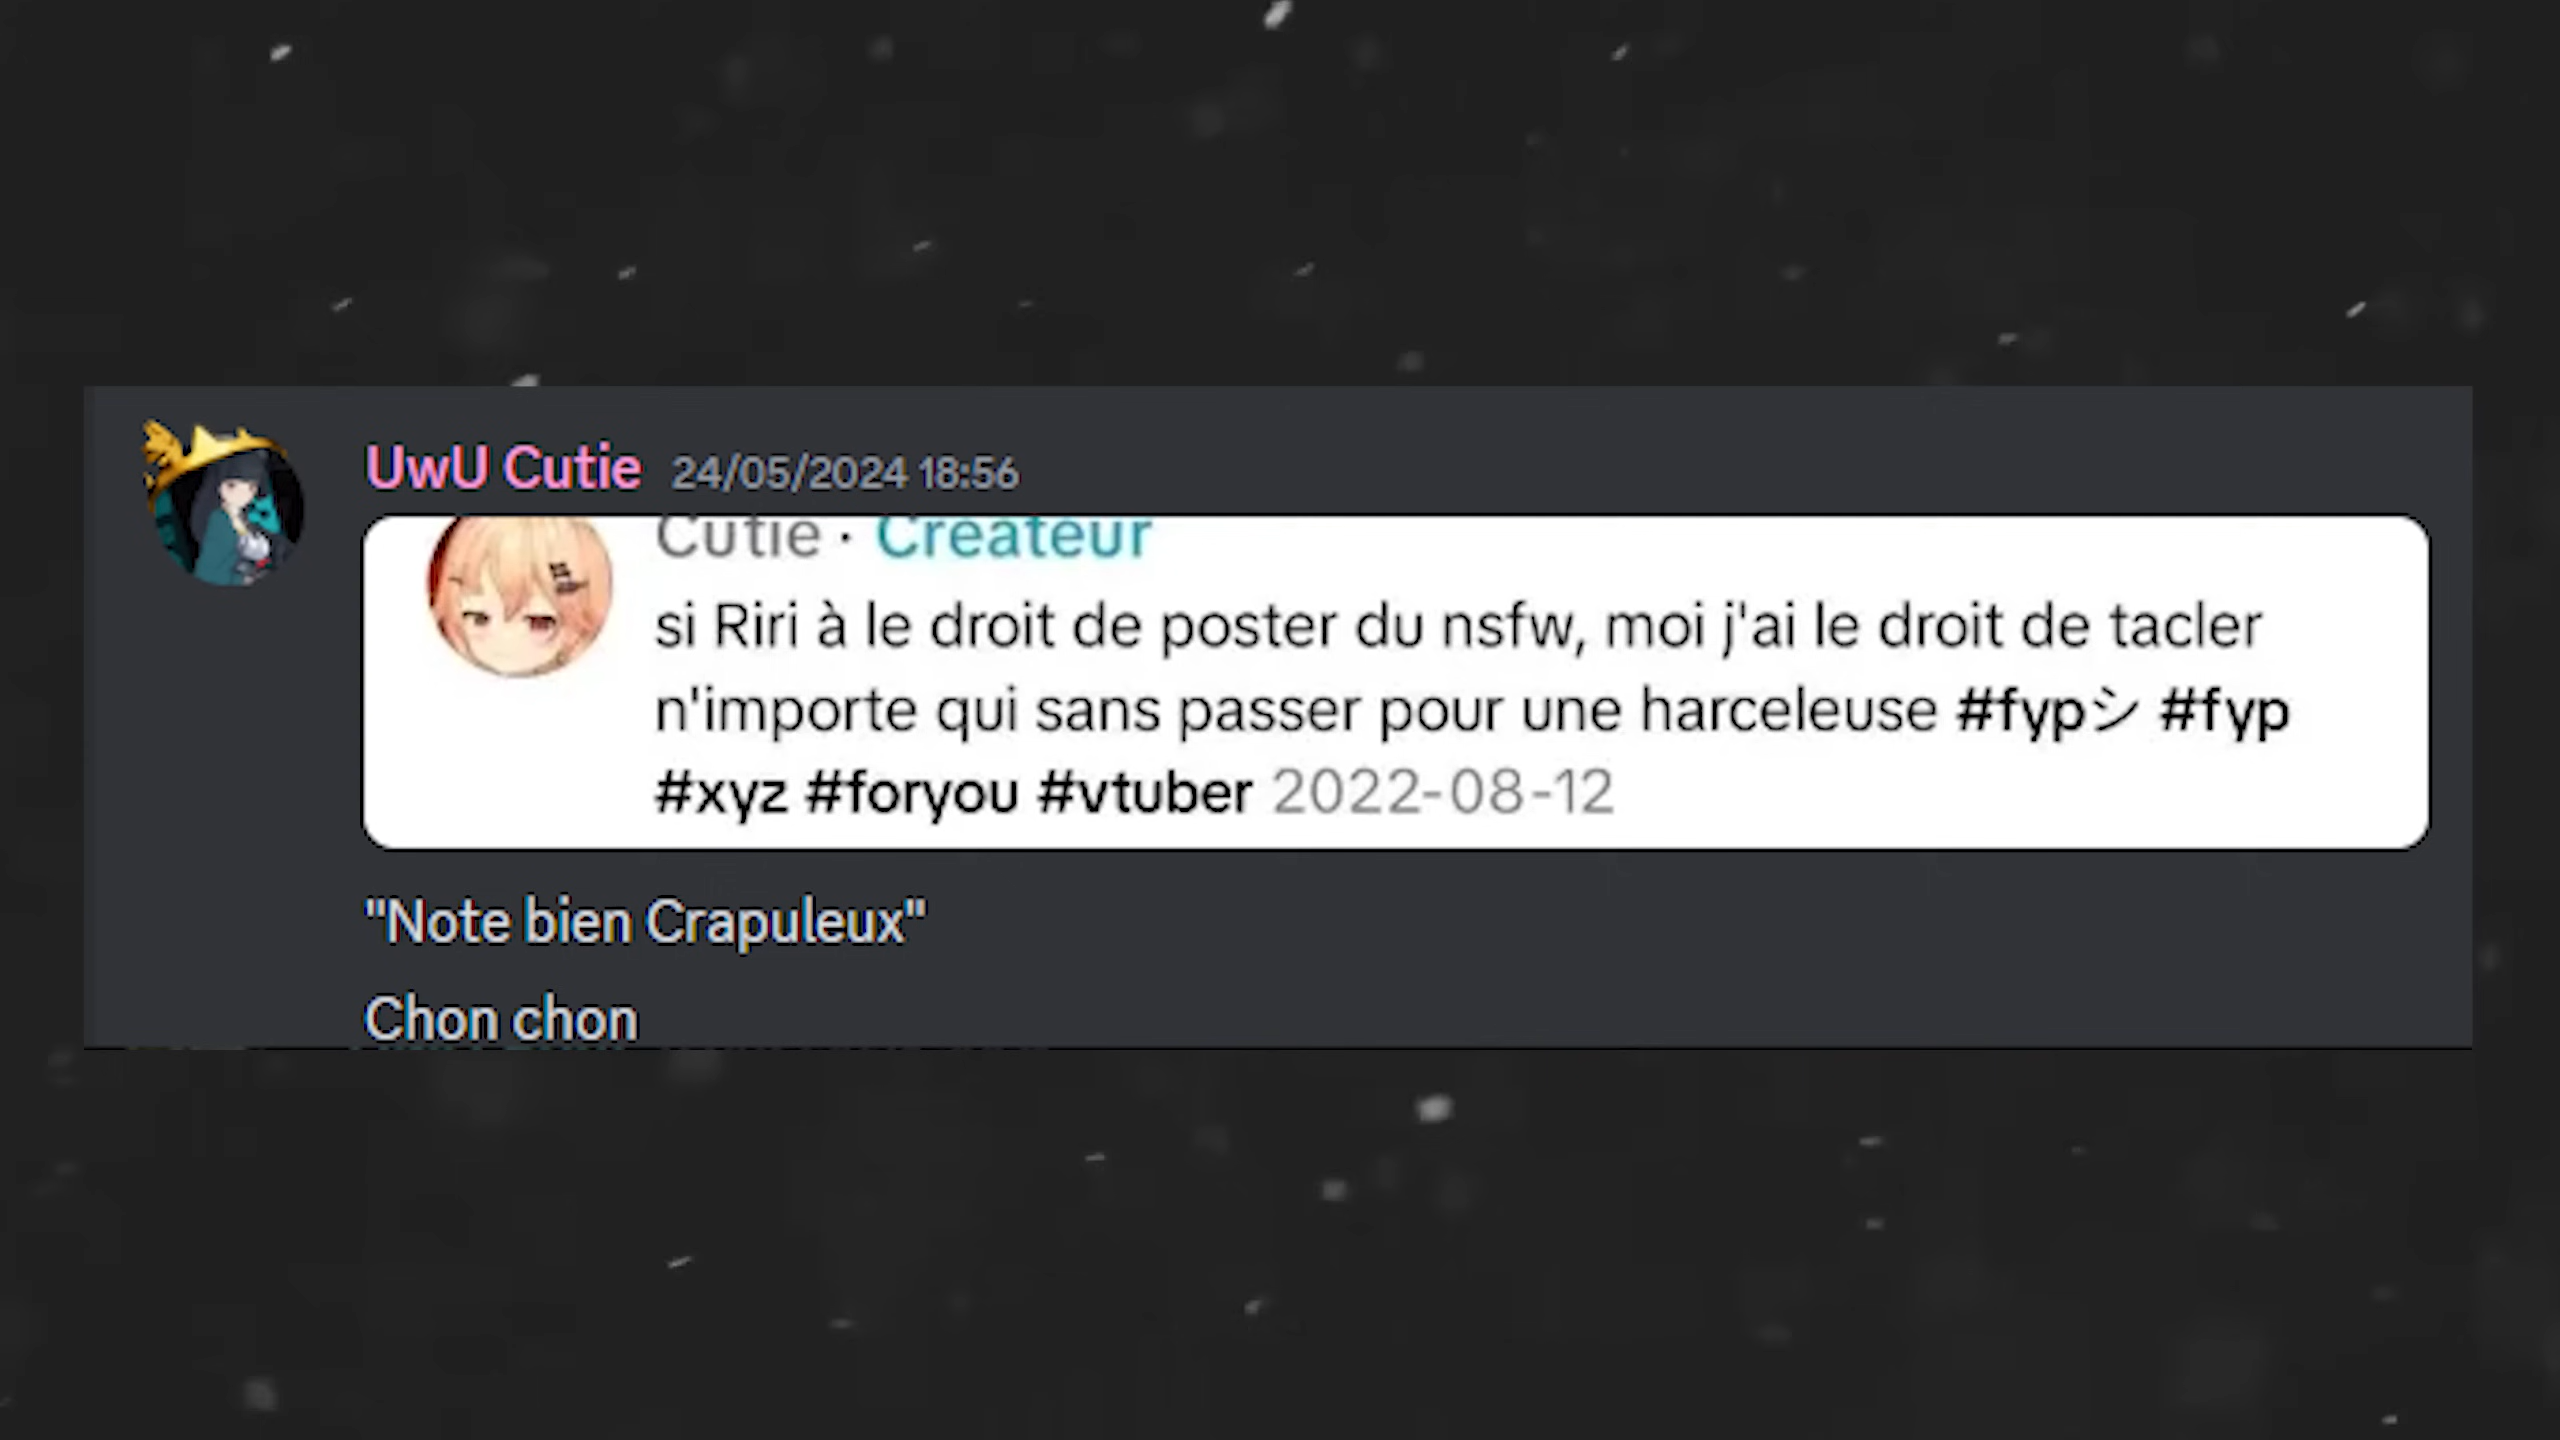 UwU Cutie 24/05/2024 18:56
Cutie · Créateur
si Riri à le droit de poster du nsfw, moi j'ai le droit de tacler
n'importe qui sans passer pour une harceleuse #fypシ #fyp
#xyz #foryou #vtuber 2022-08-12
"Note bien Crapuleux"
Chon chon